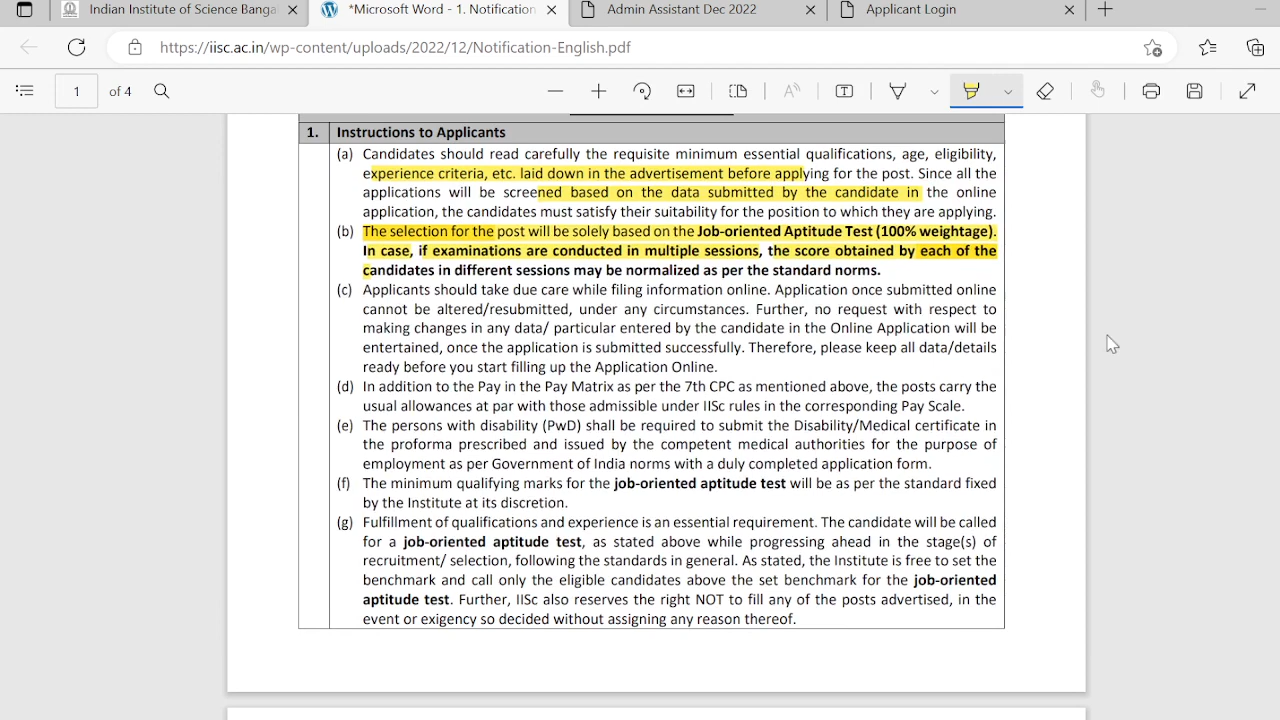 Indian Institute of Science Banga
*Microsoft Word - 1. Notification
Admin Assistant Dec 2022
Applicant Login
https://iisc.ac.in/wp-content/uploads/2022/12/Notification-English.pdf
1 of 4
1. Instructions to Applicants
(a) Candidates should read carefully the requisite minimum essential qualifications, age, eligibility,
experience criteria, etc. laid down in the advertisement before applying for the post. Since all the
applications will be screened based on the data submitted by the candidate in the online
application, the candidates must satisfy their suitability for the position to which they are applying.
(b) The selection for the post will be solely based on the Job-oriented Aptitude Test (100% weightage).
In case, if examinations are conducted in multiple sessions, the score obtained by each of the
candidates in different sessions may be normalized as per the standard norms.
(c) Applicants should take due care while filing information online. Application once submitted online
cannot be altered/resubmitted, under any circumstances. Further, no request with respect to
making changes in any data/ particular entered by the candidate in the Online Application will be
entertained, once the application is submitted successfully. Therefore, please keep all data/details
ready before you start filling up the Application Online.
(d) In addition to the Pay in the Pay Matrix as per the 7th CPC as mentioned above, the posts carry the
usual allowances at par with those admissible under IISc rules in the corresponding Pay Scale.
(e) The persons with disability (PwD) shall be required to submit the Disability/Medical certificate in
the proforma prescribed and issued by the competent medical authorities for the purpose of
employment as per Government of India norms with a duly completed application form.
(f) The minimum qualifying marks for the job-oriented aptitude test will be as per the standard fixed
by the Institute at its discretion.
(g) Fulfillment of qualifications and experience is an essential requirement. The candidate will be called
for a job-oriented aptitude test, as stated above while progressing ahead in the stage(s) of
recruitment/ selection, following the standards in general. As stated, the Institute is free to set the
benchmark and call only the eligible candidates above the set benchmark for the job-oriented
aptitude test. Further, IISc also reserves the right NOT to fill any of the posts advertised, in the
event or exigency so decided without assigning any reason thereof.